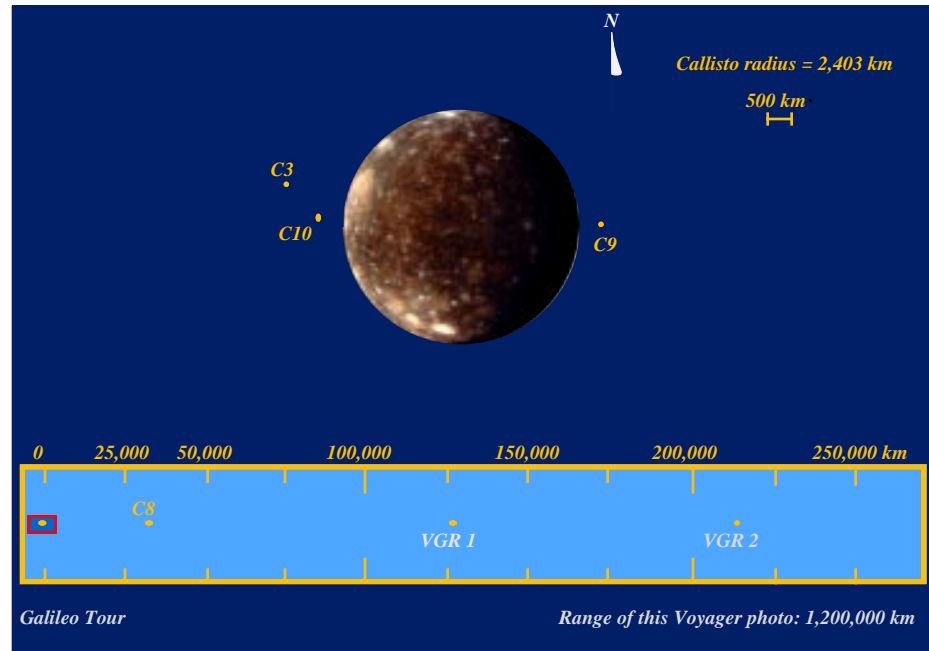 N
Callisto radius = 2,403 km
500 km
C3
C10
C9
0 25,000 50,000 100,000 150,000 200,000 250,000 km
C8
VGR 1 VGR 2
Galileo Tour Range of this Voyager photo: 1,200,000 km